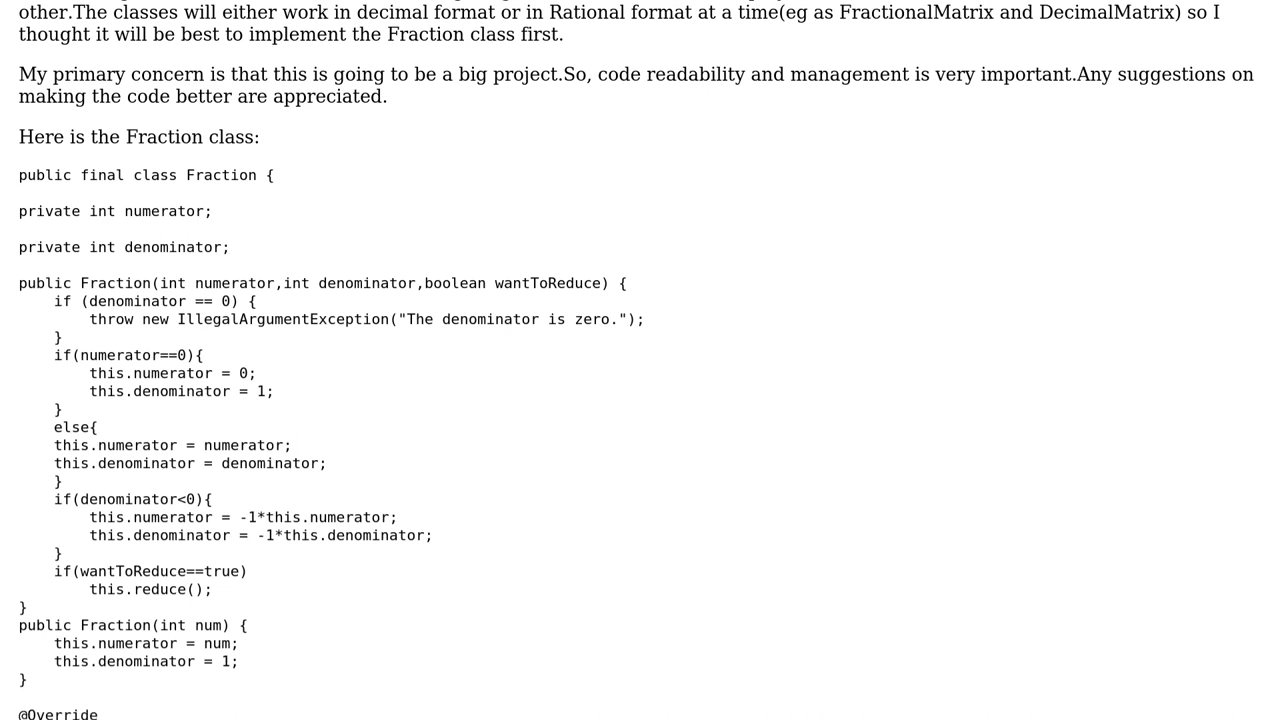 other.The classes will either work in decimal format or in Rational format at a time(eg as FractionalMatrix and DecimalMatrix) so I
thought it will be best to implement the Fraction class first.
My primary concern is that this is going to be a big project.So, code readability and management is very important.Any suggestions on
making the code better are appreciated.
Here is the Fraction class:
public final class Fraction {
private int numerator;
private int denominator;
public Fraction(int numerator,int denominator,boolean wantToReduce) {
    if (denominator == 0) {
        throw new IllegalArgumentException("The denominator is zero.");
    }
    if(numerator==0){
        this.numerator = 0;
        this.denominator = 1;
    }
    else{
    this.numerator = numerator;
    this.denominator = denominator;
    }
    if(denominator<0){
        this.numerator = -1*this.numerator;
        this.denominator = -1*this.denominator;
    }
    if(wantToReduce==true)
        this.reduce();
}
public Fraction(int num) {
    this.numerator = num;
    this.denominator = 1;
}
@Override